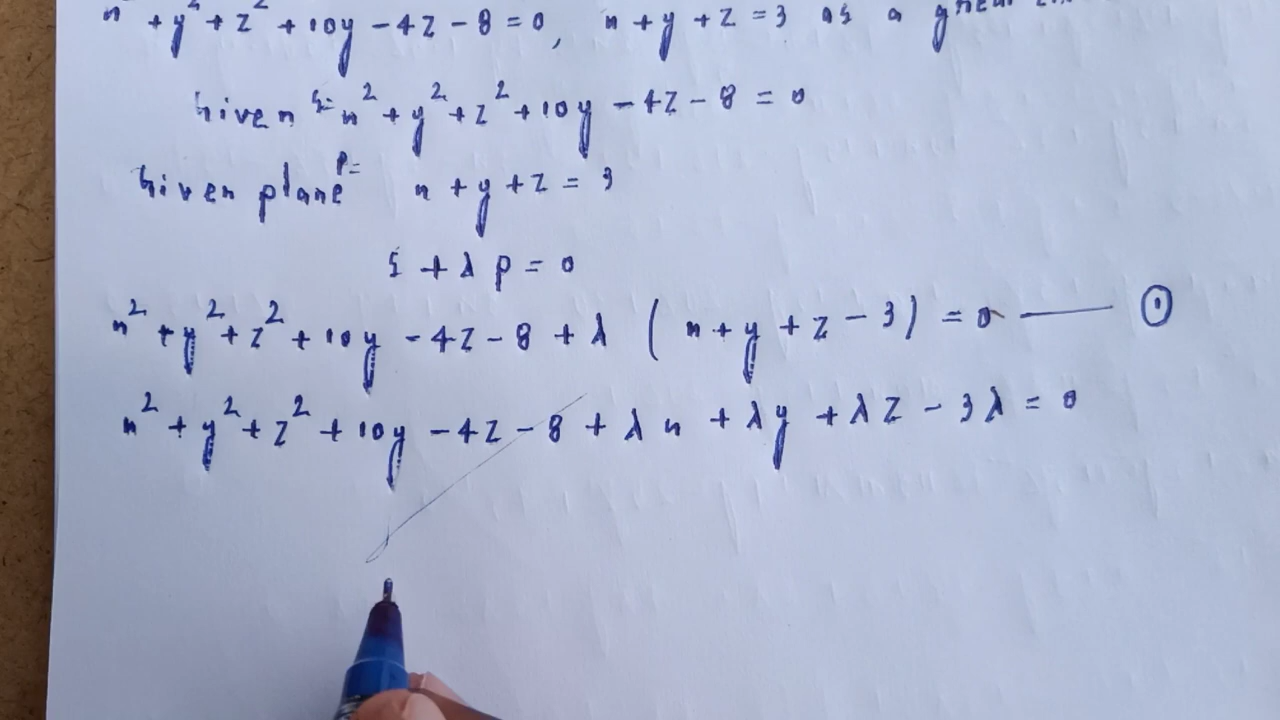 x² + y² + z² + 10y - 4z - 8 = 0, x + y + z = 3 as a great
Given S= x² + y² + z² + 10y - 4z - 8 = 0
Given plane P= x + y + z = 3
S + λ P = 0
x² + y² + z² + 10y - 4z - 8 + λ (x + y + z - 3) = 0 —— ①
x² + y² + z² + 10y - 4z - 8 + λx + λy + λz - 3λ = 0